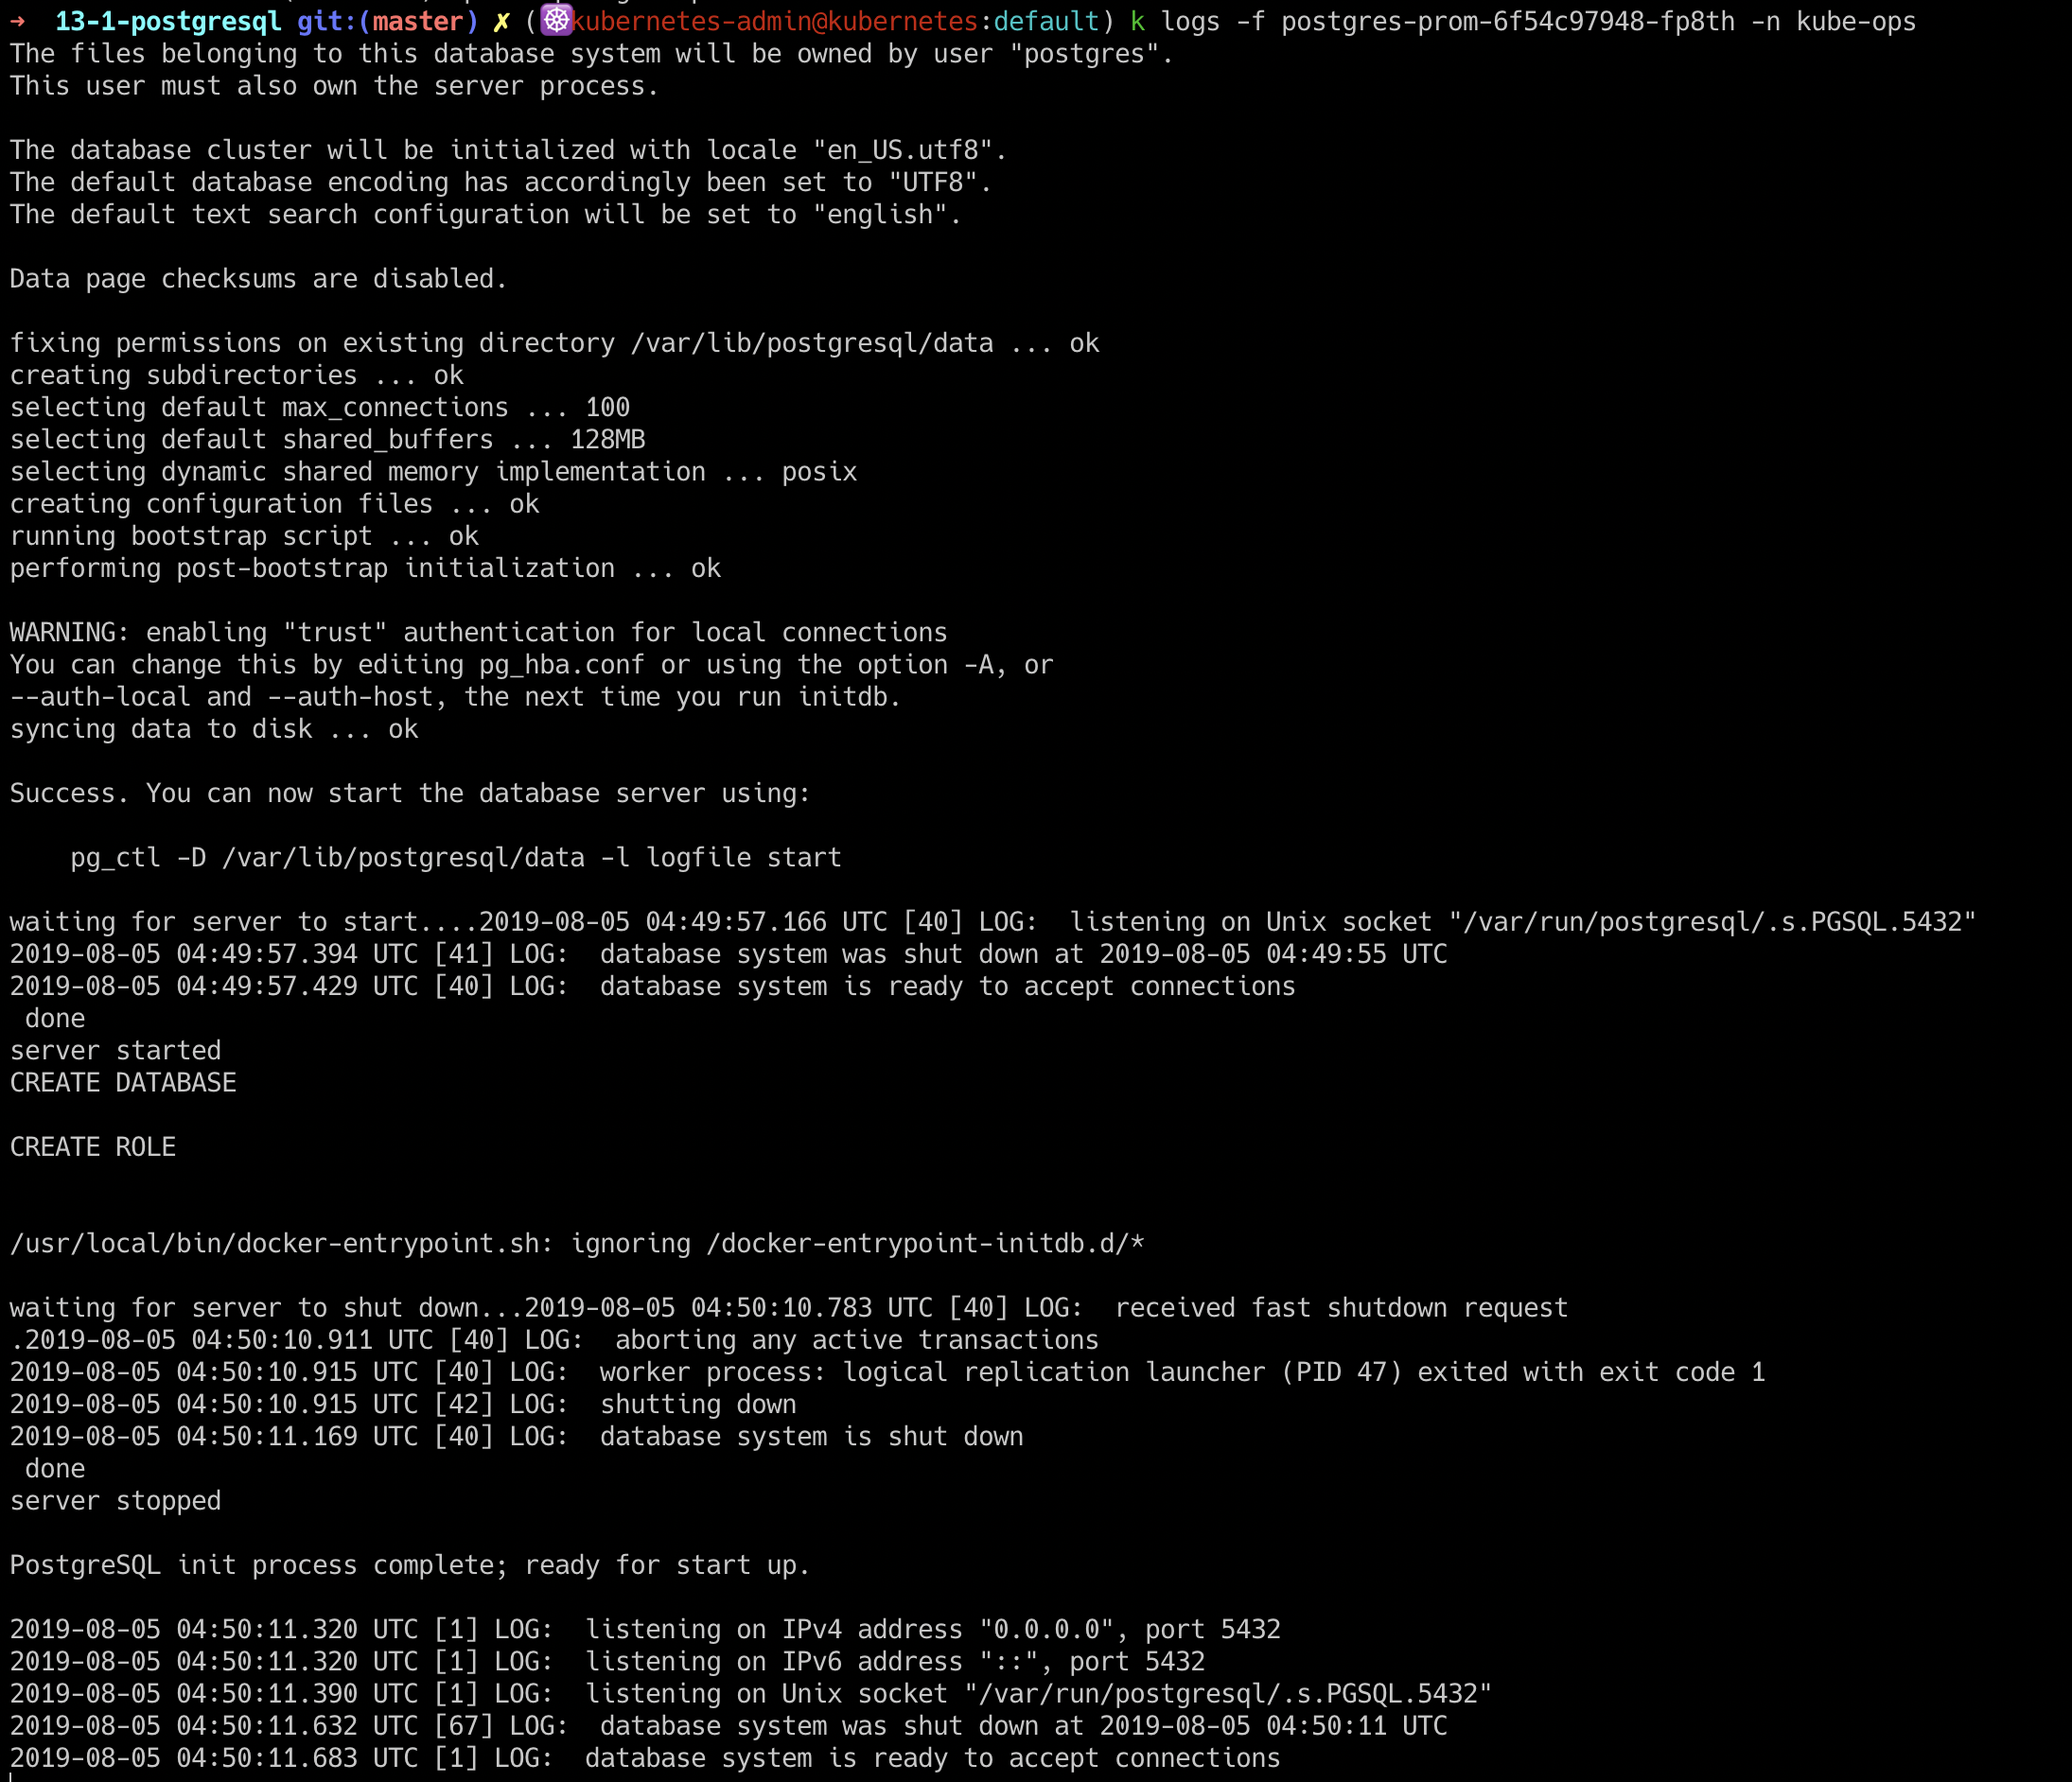 ➜  13-1-postgresql git:(master) ✗ (☸kubernetes-admin@kubernetes:default) k logs -f postgres-prom-6f54c97948-fp8th -n kube-ops
The files belonging to this database system will be owned by user "postgres".
This user must also own the server process.

The database cluster will be initialized with locale "en_US.utf8".
The default database encoding has accordingly been set to "UTF8".
The default text search configuration will be set to "english".

Data page checksums are disabled.

fixing permissions on existing directory /var/lib/postgresql/data ... ok
creating subdirectories ... ok
selecting default max_connections ... 100
selecting default shared_buffers ... 128MB
selecting dynamic shared memory implementation ... posix
creating configuration files ... ok
running bootstrap script ... ok
performing post-bootstrap initialization ... ok

WARNING: enabling "trust" authentication for local connections
You can change this by editing pg_hba.conf or using the option -A, or
--auth-local and --auth-host, the next time you run initdb.
syncing data to disk ... ok

Success. You can now start the database server using:

    pg_ctl -D /var/lib/postgresql/data -l logfile start

waiting for server to start....2019-08-05 04:49:57.166 UTC [40] LOG:  listening on Unix socket "/var/run/postgresql/.s.PGSQL.5432"
2019-08-05 04:49:57.394 UTC [41] LOG:  database system was shut down at 2019-08-05 04:49:55 UTC
2019-08-05 04:49:57.429 UTC [40] LOG:  database system is ready to accept connections
 done
server started
CREATE DATABASE

CREATE ROLE


/usr/local/bin/docker-entrypoint.sh: ignoring /docker-entrypoint-initdb.d/*

waiting for server to shut down...2019-08-05 04:50:10.783 UTC [40] LOG:  received fast shutdown request
.2019-08-05 04:50:10.911 UTC [40] LOG:  aborting any active transactions
2019-08-05 04:50:10.915 UTC [40] LOG:  worker process: logical replication launcher (PID 47) exited with exit code 1
2019-08-05 04:50:10.915 UTC [42] LOG:  shutting down
2019-08-05 04:50:11.169 UTC [40] LOG:  database system is shut down
 done
server stopped

PostgreSQL init process complete; ready for start up.

2019-08-05 04:50:11.320 UTC [1] LOG:  listening on IPv4 address "0.0.0.0", port 5432
2019-08-05 04:50:11.320 UTC [1] LOG:  listening on IPv6 address "::", port 5432
2019-08-05 04:50:11.390 UTC [1] LOG:  listening on Unix socket "/var/run/postgresql/.s.PGSQL.5432"
2019-08-05 04:50:11.632 UTC [67] LOG:  database system was shut down at 2019-08-05 04:50:11 UTC
2019-08-05 04:50:11.683 UTC [1] LOG:  database system is ready to accept connections